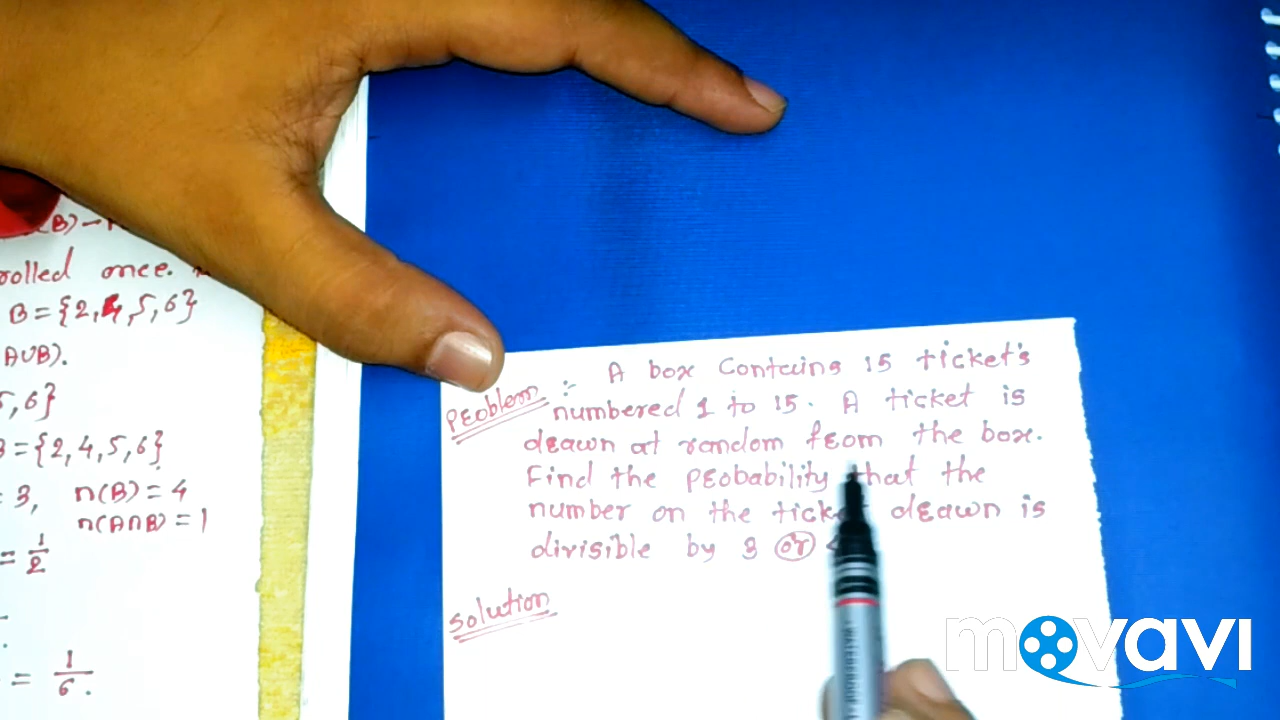 rolled once.
B = {2, 4, 5, 6}
(A∪B).
5, 6}
B = {2, 4, 5, 6}
= 3, n(B) = 4
n(A∩B) = 1
= 1/2
= 1/6.
Problem :- A box contains 15 ticket's
numbered 1 to 15. A ticket is
drawn at random from the box.
Find the probability that the
number on the ticket drawn is
divisible by 3 or
Solution
movavi